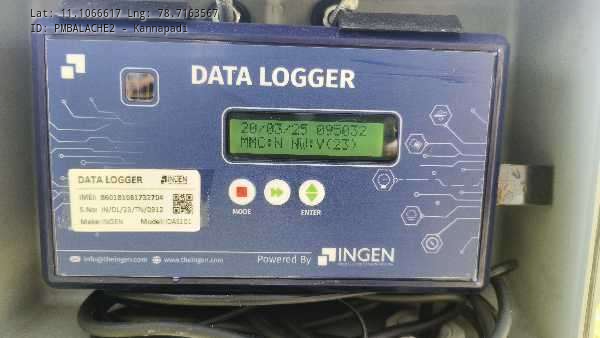 Lat: 11.1066617 Lng: 78.7163567
ID: PMBALACHE2 - Kannapadi
DATA LOGGER
20/03/25 095032
MMC:N NW:V(23)
DATA LOGGER INGEN
IMEI: 860181061732704
S.No: IN/DL/23/TN/0312
Make: INGEN Model: IDAS101
MODE
ENTER
info@theingen.com www.theingen.com
Powered By INGEN